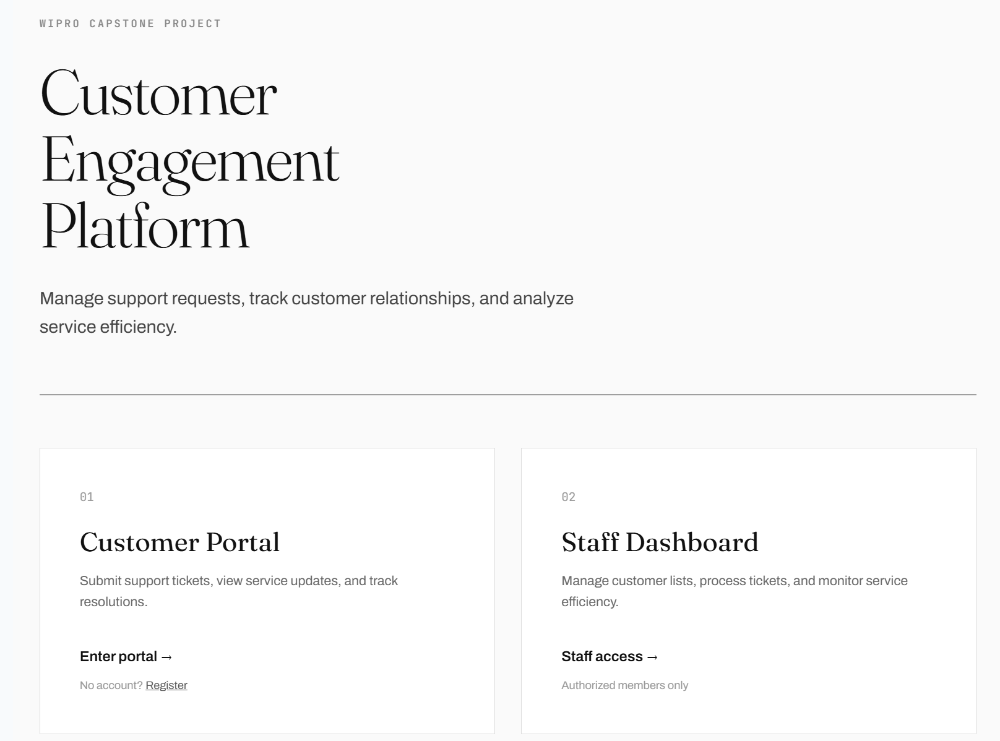 WIPRO CAPSTONE PROJECT
Customer
Engagement
Platform
Manage support requests, track customer relationships, and analyze
service efficiency.
01
Customer Portal
Submit support tickets, view service updates, and track
resolutions.
Enter portal →
No account? Register
02
Staff Dashboard
Manage customer lists, process tickets, and monitor service
efficiency.
Staff access →
Authorized members only